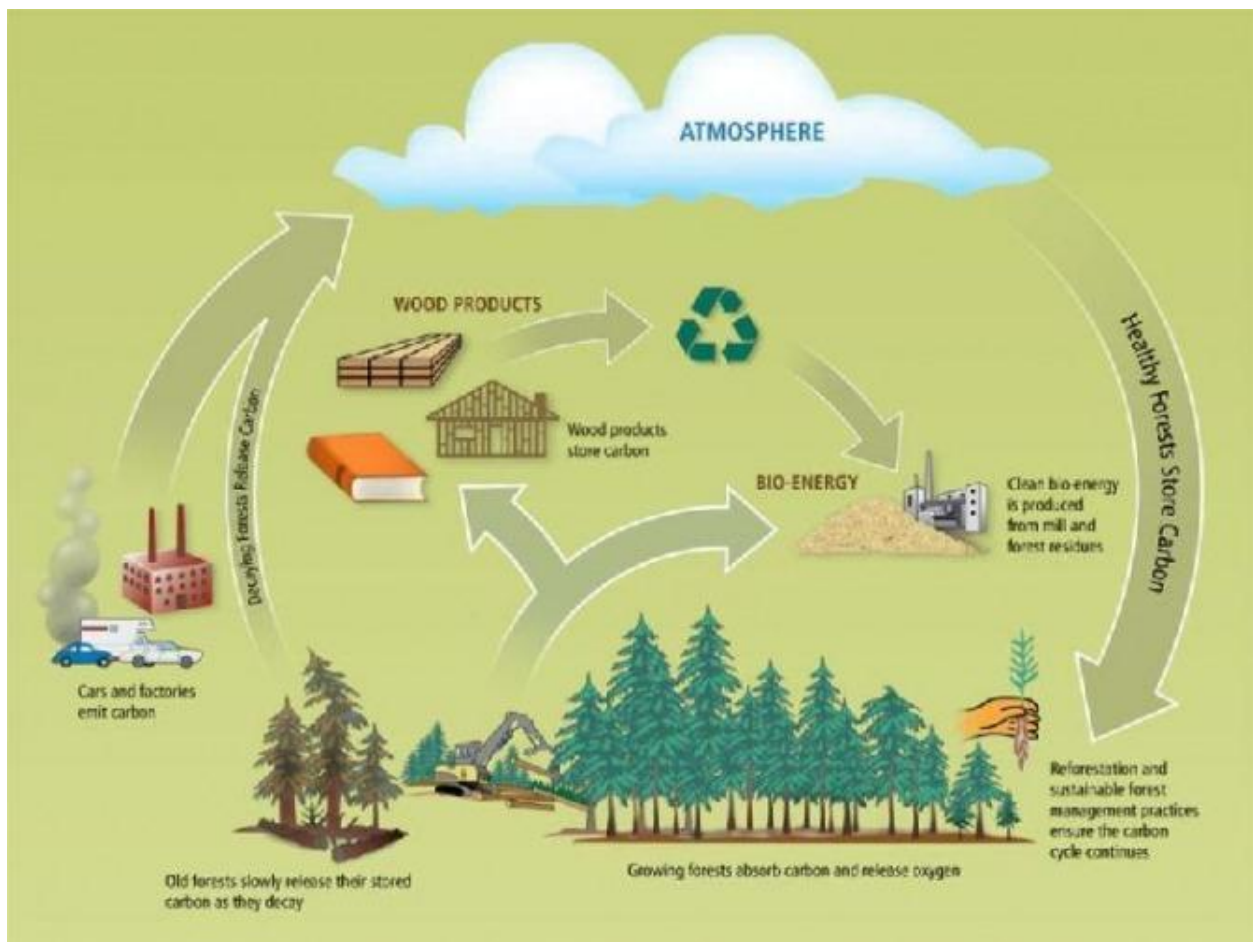 ATMOSPHERE
WOOD PRODUCTS
Wood products
store carbon
BIO-ENERGY
Clean bio-energy
is produced
from mill and
forest residues
Healthy Forests Store Carbon
Decaying Forests Release Carbon
Cars and factories
emit carbon
Reforestation and
sustainable forest
management practices
ensure the carbon
cycle continues
Growing forests absorb carbon and release oxygen
Old forests slowly release their stored
carbon as they decay